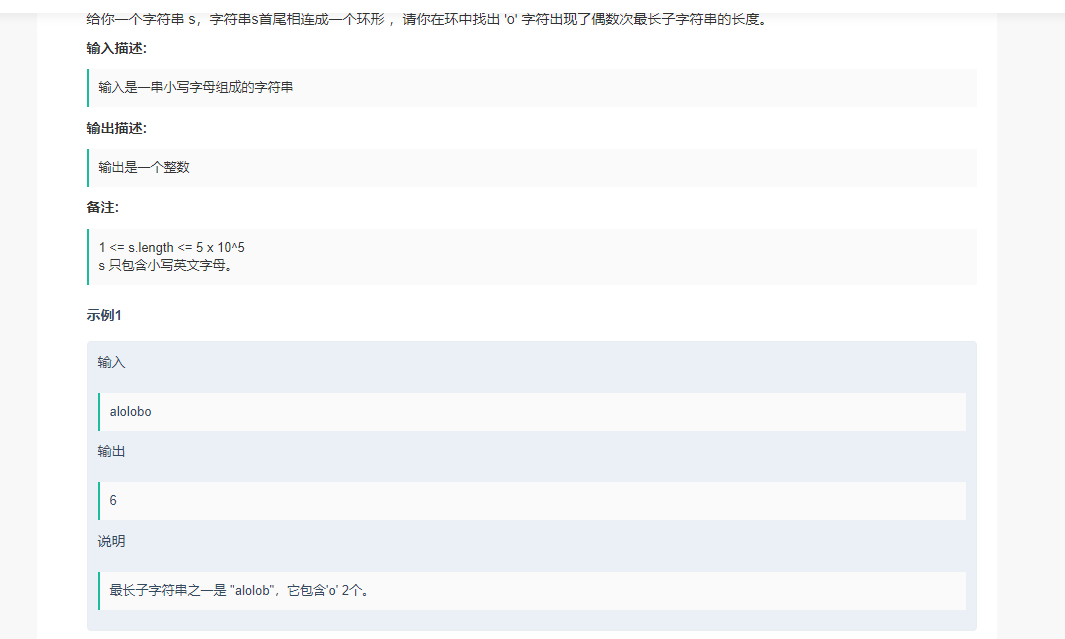 给你一个字符串 s，字符串s首尾相连成一个环形 ，请你在环中找出 'o' 字符出现了偶数次最长子字符串的长度。
输入描述:
输入是一串小写字母组成的字符串
输出描述:
输出是一个整数
备注:
1 <= s.length <= 5 x 10^5
s 只包含小写英文字母。
示例1
输入
alolobo
输出
6
说明
最长子字符串之一是 "alolob"，它包含'o' 2个。